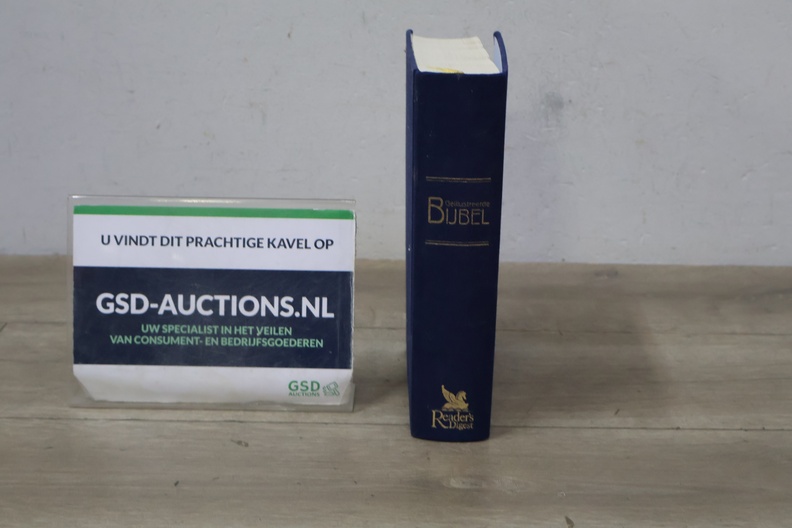 U VINDT DIT PRACHTIGE KAVEL OP
GSD-AUCTIONS.NL
UW SPECIALIST IN HET VEILEN
VAN CONSUMENT- EN BEDRIJFSGOEDEREN
GSD
AUCTIONS
Geïllustreerde
BIJBEL
Reader's
Digest